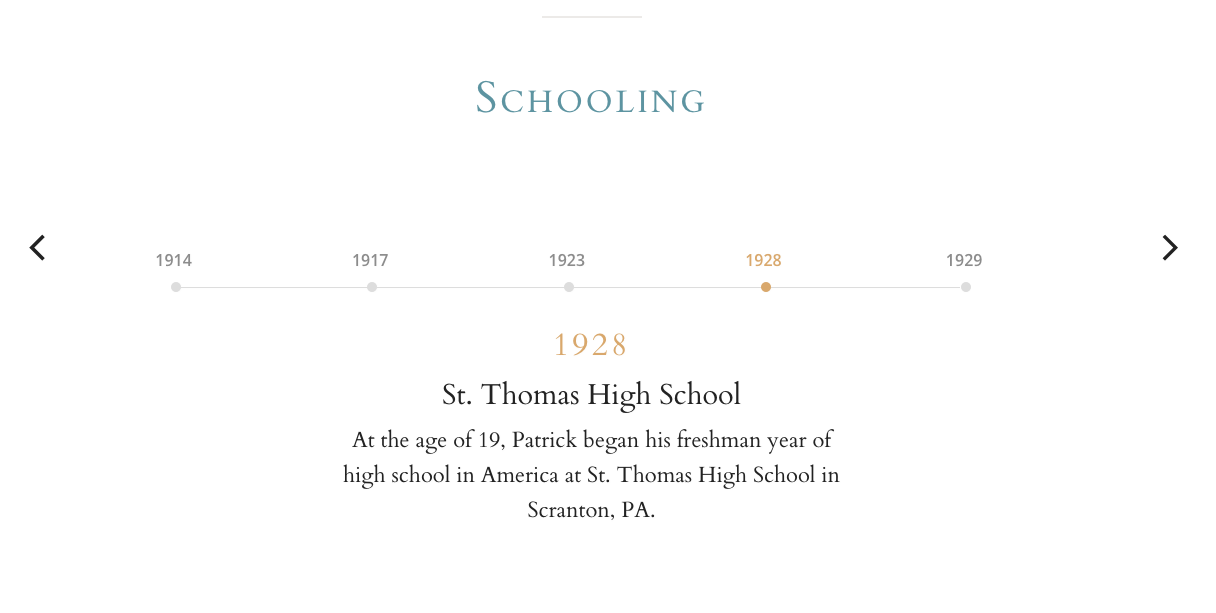 Schooling
1914 1917 1923 1928 1929
1928
St. Thomas High School
At the age of 19, Patrick began his freshman year of
high school in America at St. Thomas High School in
Scranton, PA.